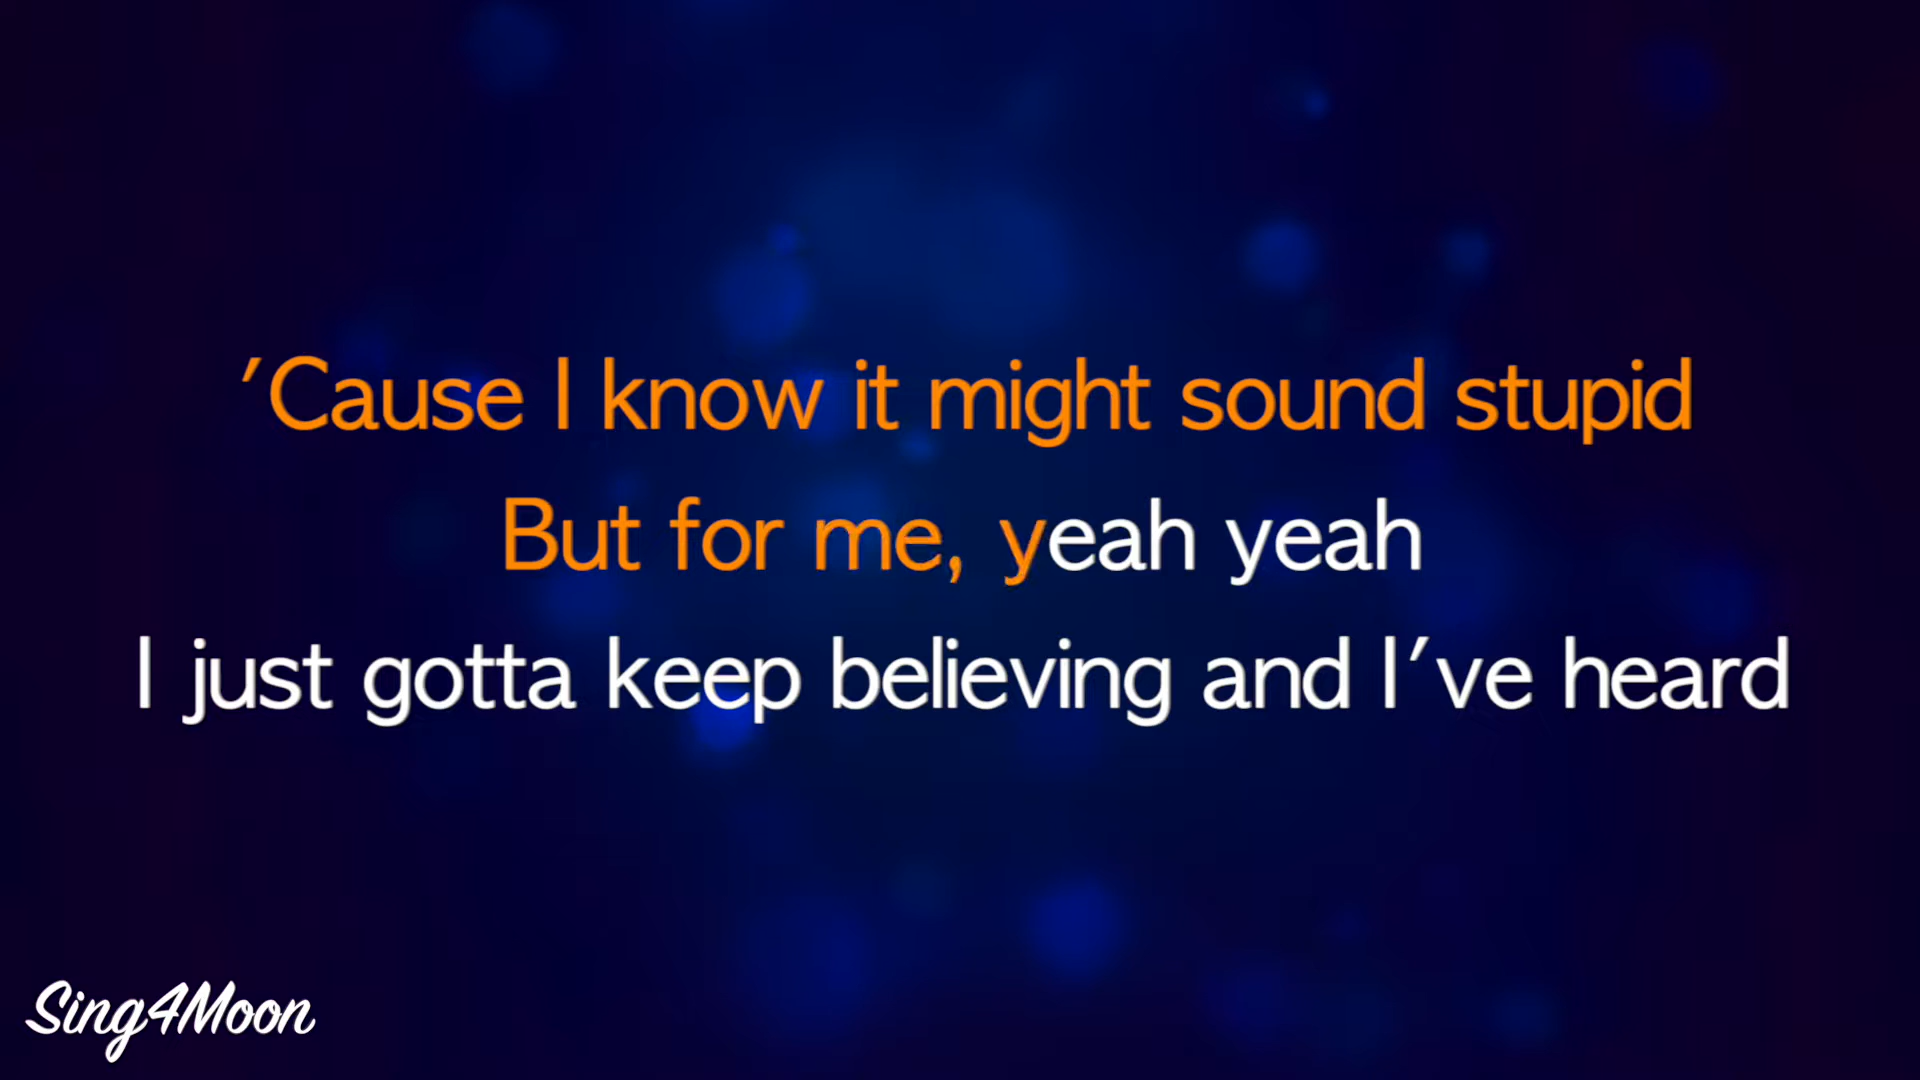 ′Cause I know it might sound stupid
But for me, yeah yeah
I just gotta keep believing and I′ve heard
Sing4Moon